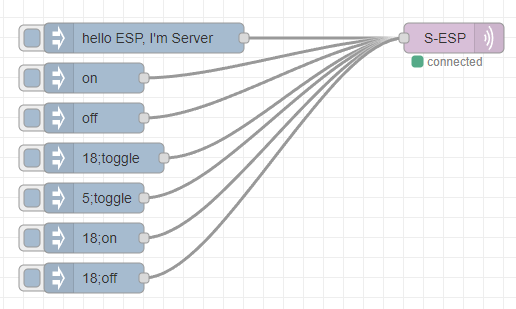 hello ESP, I'm Server
S-ESP
connected
on
off
18;toggle
5;toggle
18;on
18;off